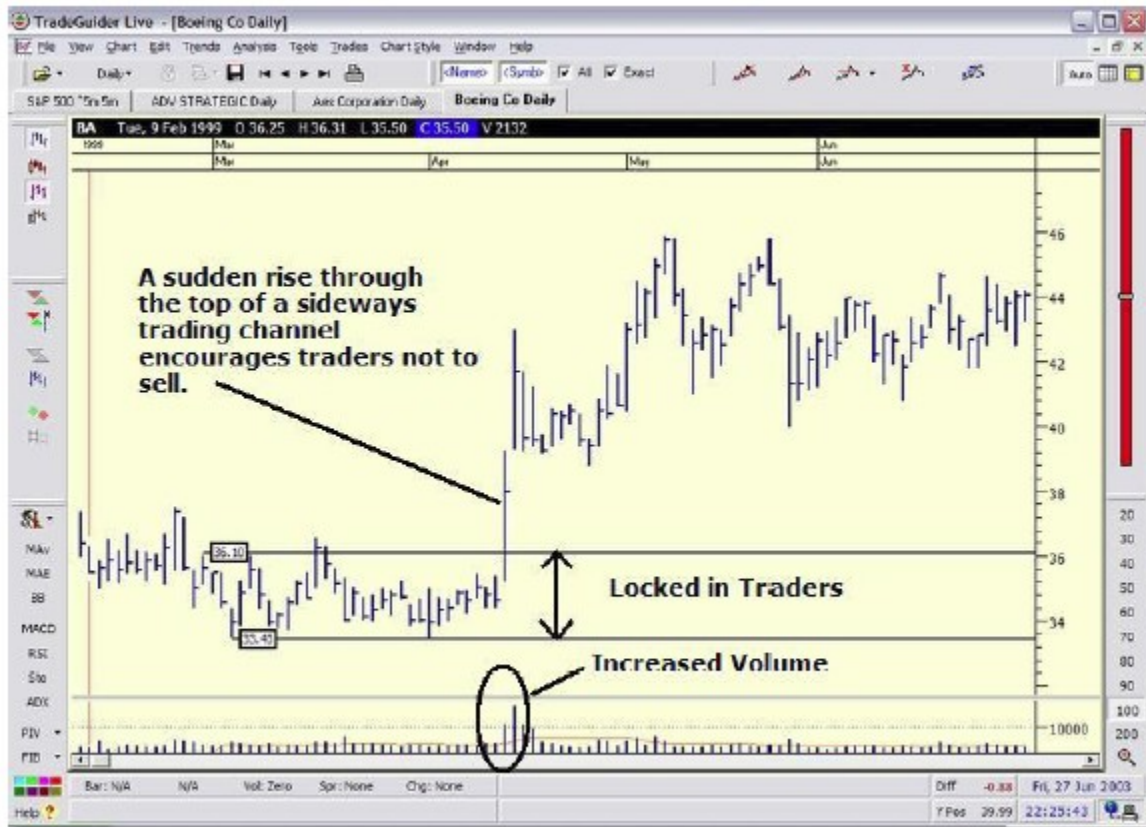 TradeGuider Live - [Boeing Co Daily]
File View Chart Edit Trends Analysis Tools Trades Chart Style Window Help
Daily <Name> <Symb> All Exact Auto
S&P 500 "5m 5m ADV STRATEGIC Daily Boeing Co Daily
BA Tue, 9 Feb 1999 O 36.25 H 36.31 L 35.50 C 35.50 V 2132
1999 Mar Jun
Mar Apr May Jun
46
A sudden rise through
the top of a sideways
trading channel
encourages traders not to
sell.
44
42
40
38
36
34
36.10
33.40
Locked in Traders
Increased Volume
10000
MAv
MAE
BB
MACD
RSI
Sto
ADX
PIV
FIB
20
30
40
50
60
70
80
90
100
200
Bar: N/A N/A Vol: Zero Spr: None Chg: None Diff -0.88 Fri, 27 Jun 2003
Help ? Y Pos 39.99 22:25:43